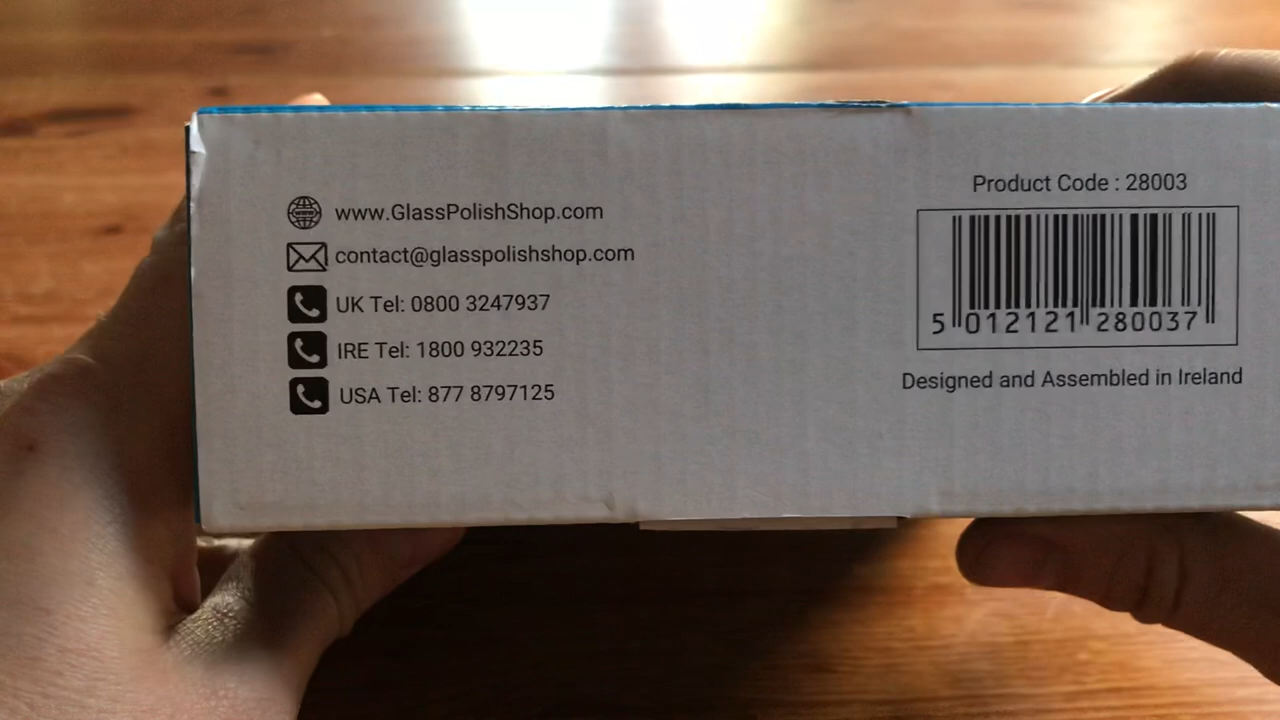 www.GlassPolishShop.com
contact@glasspolishshop.com
UK Tel: 0800 3247937
IRE Tel: 1800 932235
USA Tel: 877 8797125
Product Code : 28003
5 012121 280037
Designed and Assembled in Ireland